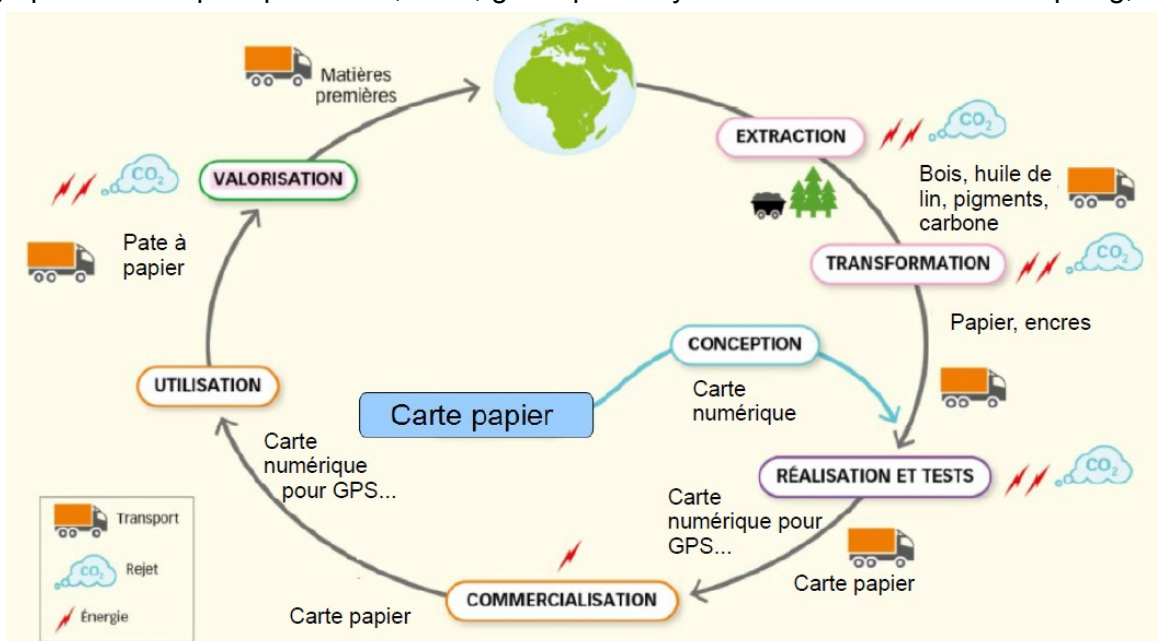 Matières
premières
EXTRACTION
CO2
Bois, huile de
lin, pigments,
carbone
TRANSFORMATION
CO2
Papier, encres
CONCEPTION
Carte
numérique
RÉALISATION ET TESTS
CO2
Carte
numérique pour
GPS...
Carte papier
COMMERCIALISATION
Carte papier
Carte
numérique
pour GPS...
UTILISATION
Pate à
papier
CO2
VALORISATION
Carte papier
Transport
CO2
Rejet
Énergie